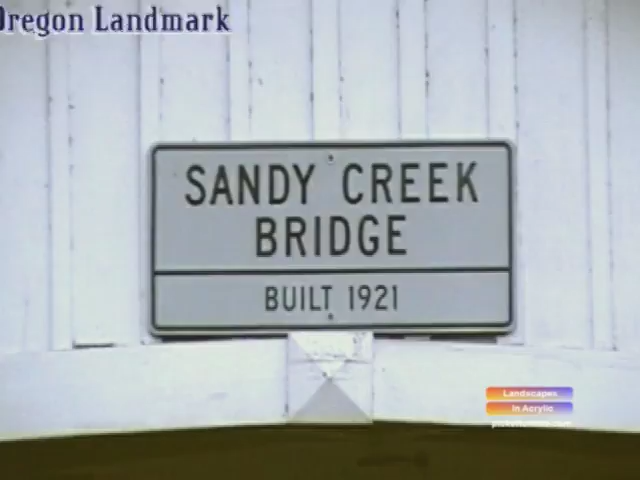 Oregon Landmark
SANDY CREEK
BRIDGE
BUILT 1921
Landscapes
In Acrylic